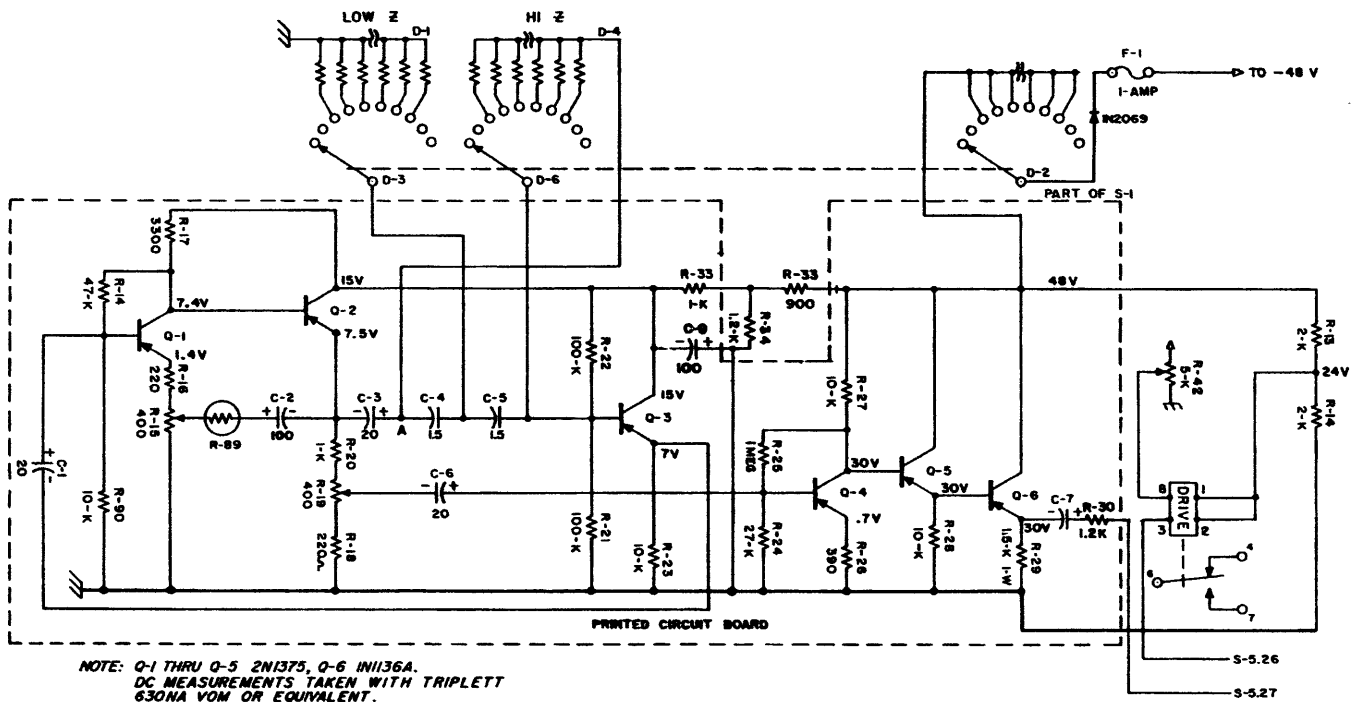 LOW Z
D-1
HI Z
D-4
F-1
1-AMP
TO -48 V
1N2069
D-3
D-6
D-2
PART OF S-1
R-17
3300
R-14
47-K
7.4V
Q-1
1.4V
R-16
220
R-15
400
R-89
C-2
100
15V
Q-2
7.5V
C-3
20
A
C-4
1.5
C-5
1.5
R-20
1-K
R-19
400
R-18
220
C-6
20
C-1
20
R-90
10-K
R-22
100-K
R-21
100-K
R-33
1-K
R-33
900
R-34
1.2-K
C-8
100
15V
Q-3
7V
R-23
10-K
48V
R-27
10-K
R-25
1MEG
R-24
27-K
30V
Q-4
.7V
R-26
390
Q-5
30V
R-28
10-K
Q-6
30V
C-7
R-30
1.2K
R-29
1.5-K
1-W
R-13
2-K
24V
R-14
2-K
R-42
5-K
DRIVE
8
1
3
2
4
6
7
PRINTED CIRCUIT BOARD
S-5.26
S-5.27
NOTE: Q-1 THRU Q-5 2N1375, Q-6 1N1136A.
DC MEASUREMENTS TAKEN WITH TRIPLETT
630NA VOM OR EQUIVALENT.